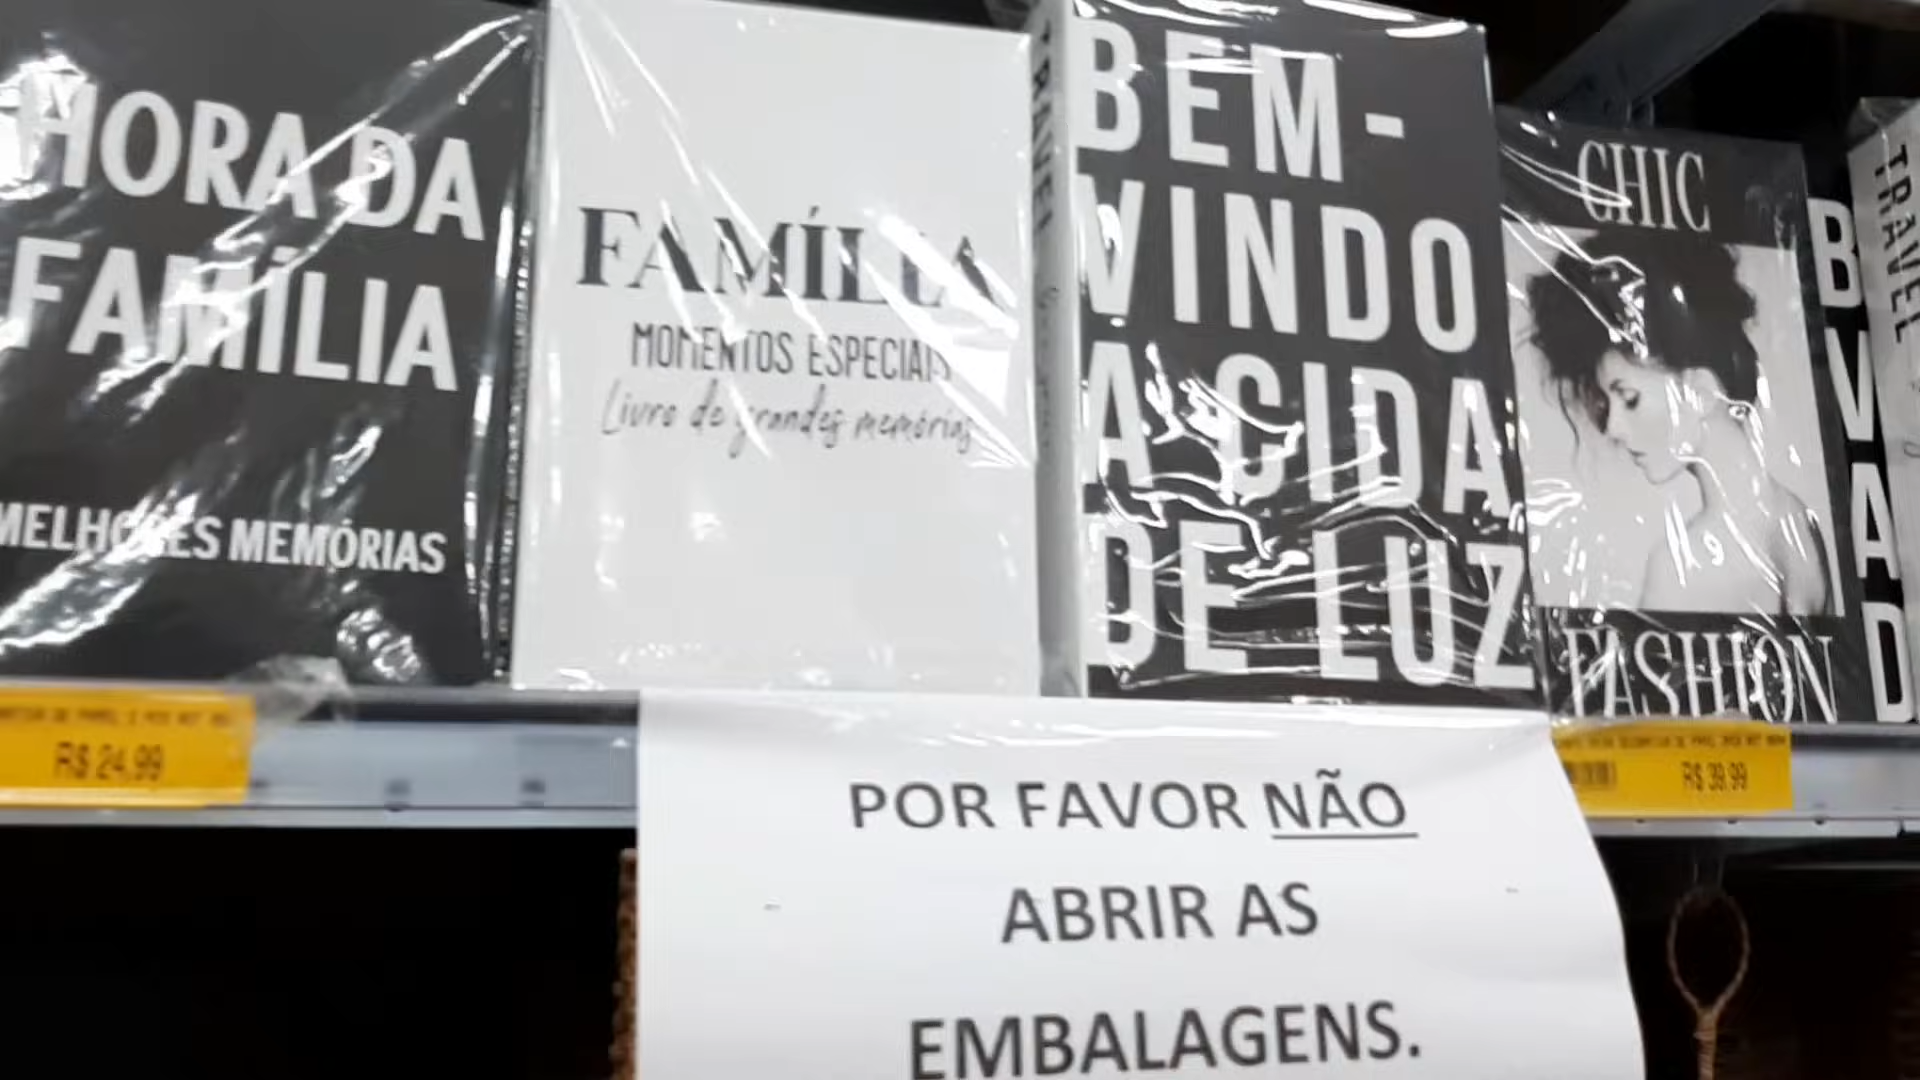 HORA DA
FAMÍLIA
MELHORES MEMÓRIAS
FAMÍLIA
MOMENTOS ESPECIAIS
Livro de grandes memórias
TRAVEL
BEM-
VINDO
A CIDA
DE LUZ
CHIC
FASHION
B
V
A
D
TRAVEL
R$ 24,99
R$ 39,99
POR FAVOR NÃO
ABRIR AS
EMBALAGENS.